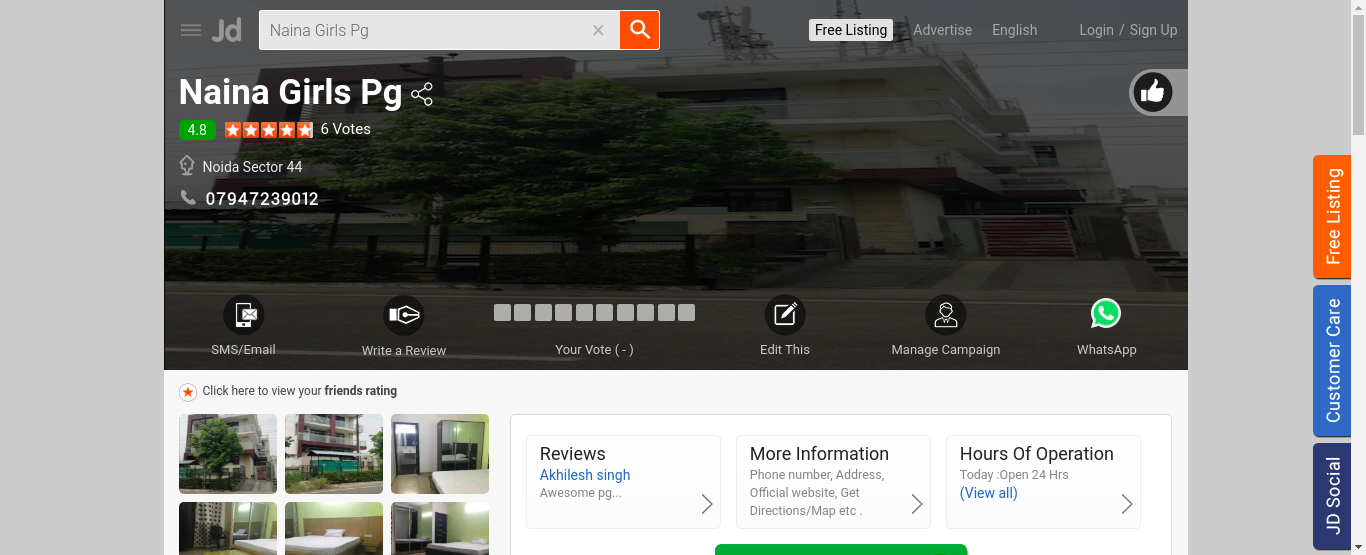 Jd
Naina Girls Pg
Free Listing
Advertise
English
Login / Sign Up
Naina Girls Pg
4.8
6 Votes
Noida Sector 44
07947239012
SMS/Email
Write a Review
Your Vote ( - )
Edit This
Manage Campaign
WhatsApp
Click here to view your friends rating
Reviews
Akhilesh singh
Awesome pg...
More Information
Phone number, Address,
Official website, Get
Directions/Map etc .
Hours Of Operation
Today :Open 24 Hrs
(View all)
Free Listing
Customer Care
JD Social